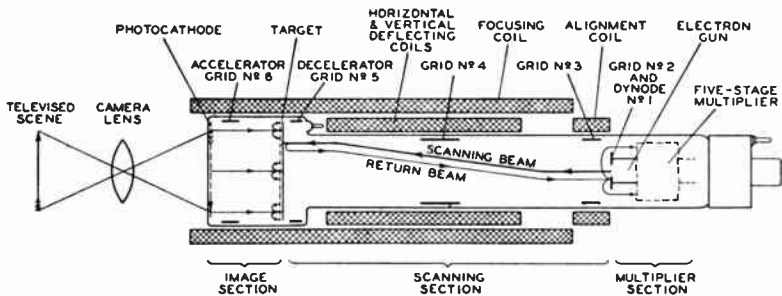 PHOTOCATHODE
TARGET
HORIZONTAL
& VERTICAL
DEFLECTING
COILS
FOCUSING
COIL
ALIGNMENT
COIL
ELECTRON
GUN
ACCELERATOR
GRID Nº 6
DECELERATOR
GRID Nº 5
GRID Nº 4
GRID Nº 3
GRID Nº 2
AND
DYNODE
Nº 1
FIVE-STAGE
MULTIPLIER
TELEVISED
SCENE
CAMERA
LENS
SCANNING BEAM
RETURN BEAM
IMAGE
SECTION
SCANNING
SECTION
MULTIPLIER
SECTION